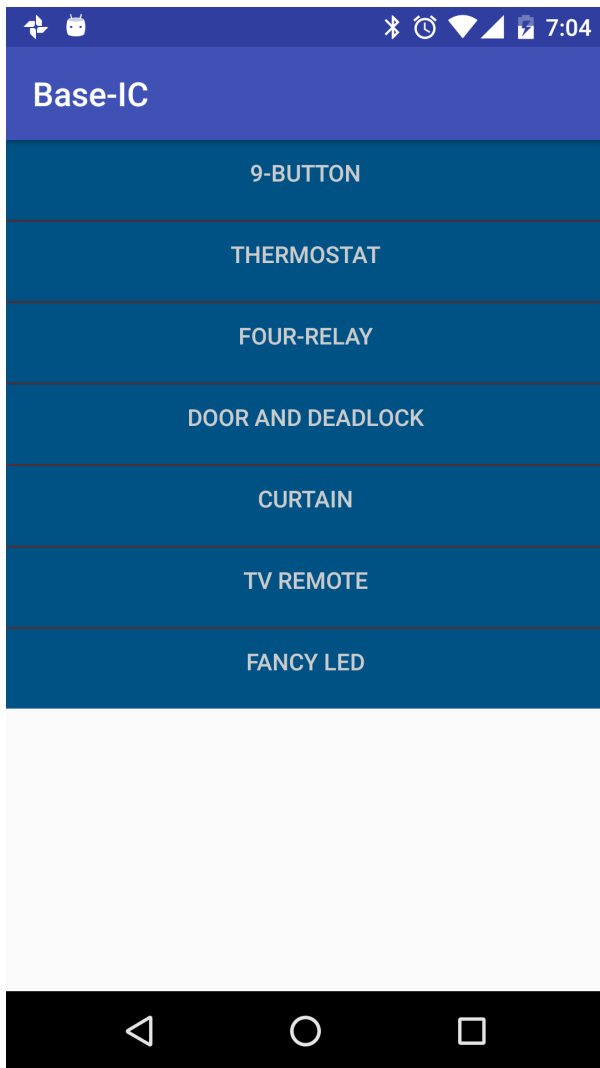 7:04
Base-IC
9-BUTTON
THERMOSTAT
FOUR-RELAY
DOOR AND DEADLOCK
CURTAIN
TV REMOTE
FANCY LED